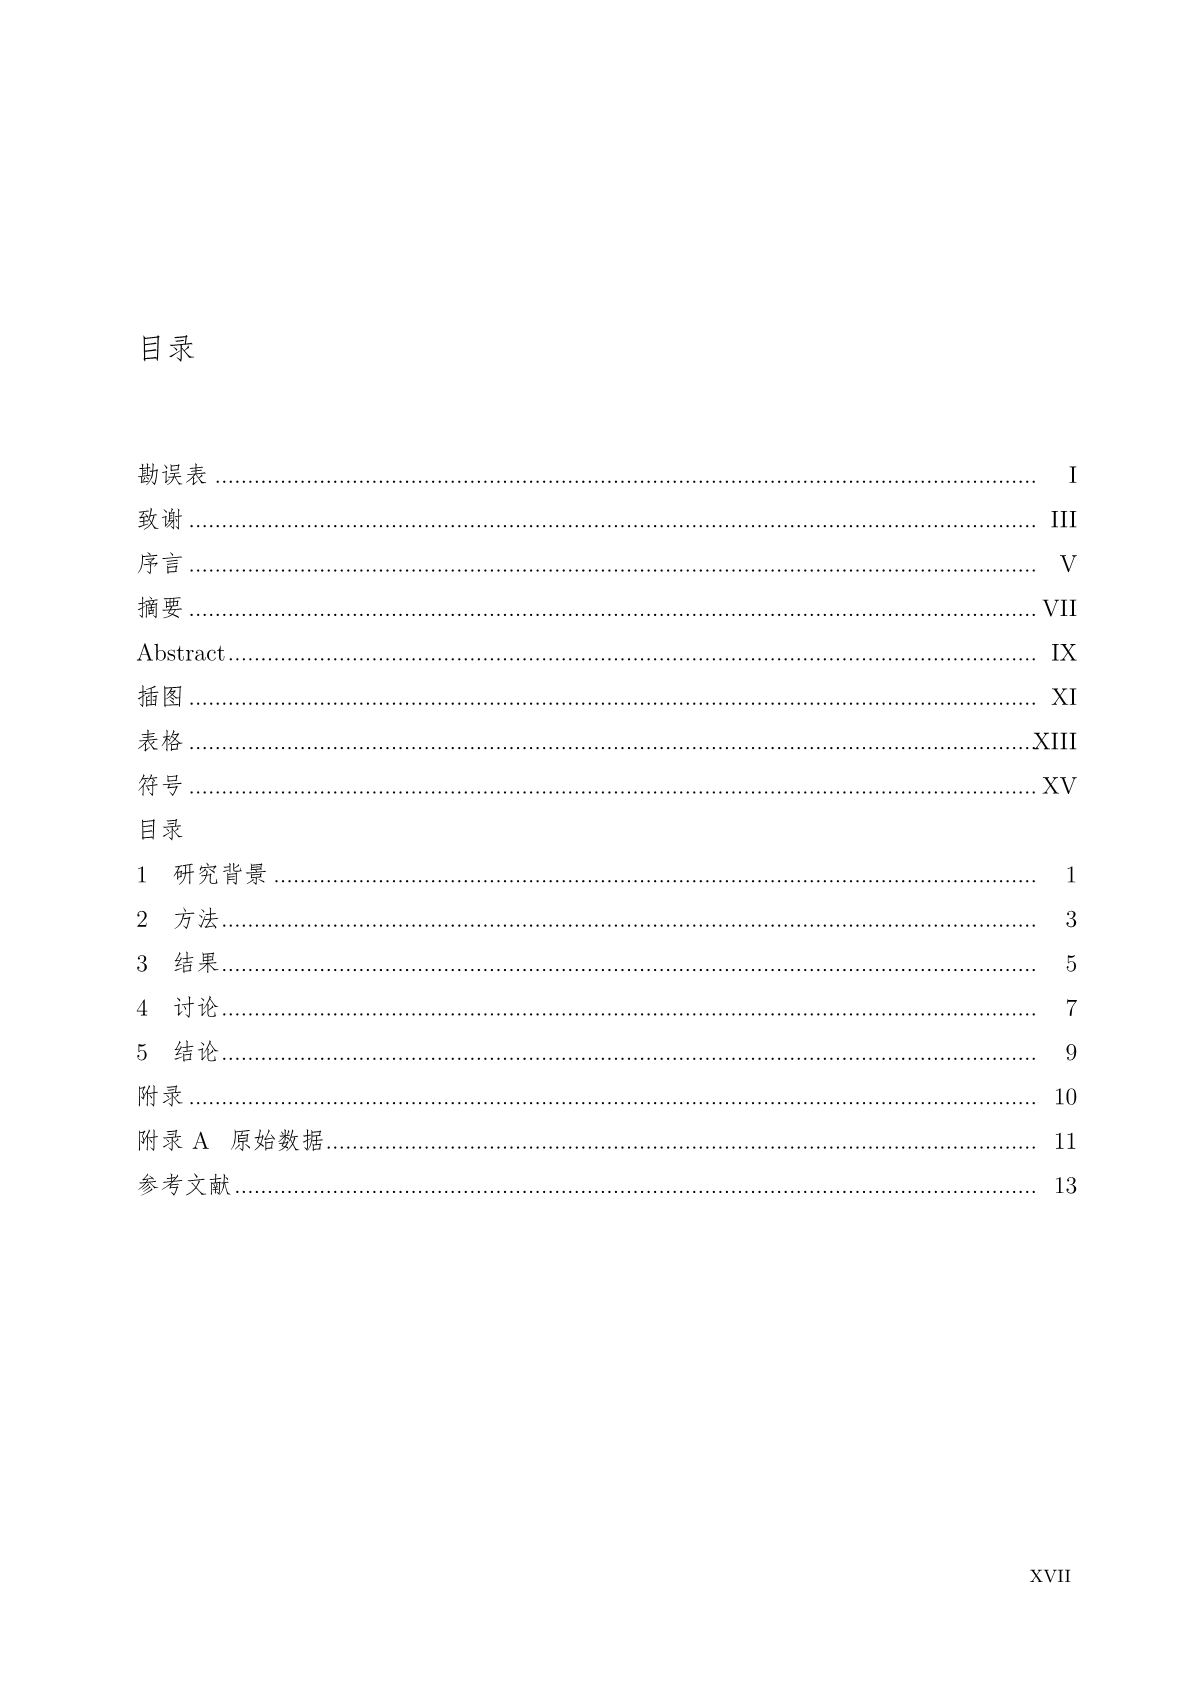 目录
勘误表 I
致谢 III
序言 V
摘要 VII
Abstract IX
插图 XI
表格 XIII
符号 XV
目录
1 研究背景 1
2 方法 3
3 结果 5
4 讨论 7
5 结论 9
附录 10
附录 A 原始数据 11
参考文献 13
XVII